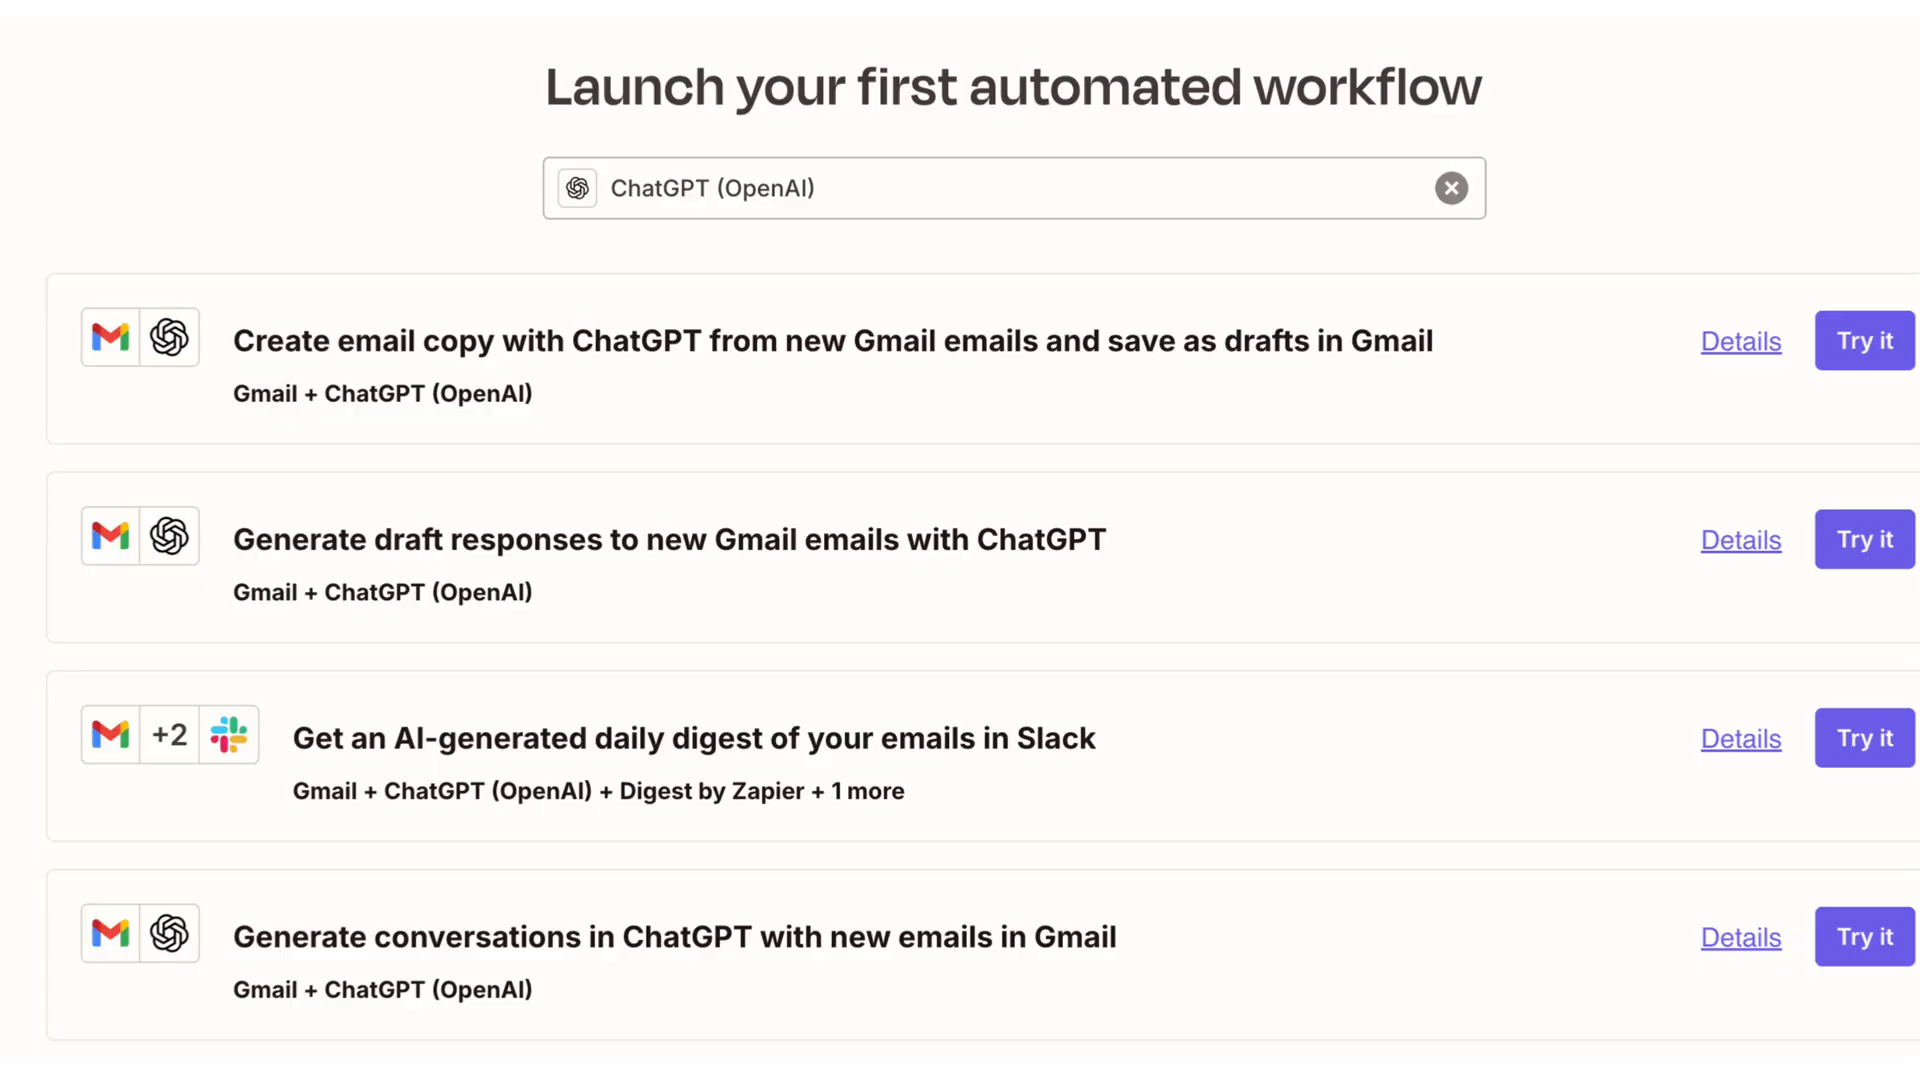 Launch your first automated workflow
ChatGPT (OpenAI)
Create email copy with ChatGPT from new Gmail emails and save as drafts in Gmail
Details
Try it
Gmail + ChatGPT (OpenAI)
Generate draft responses to new Gmail emails with ChatGPT
Details
Try it
Gmail + ChatGPT (OpenAI)
+2
Get an AI-generated daily digest of your emails in Slack
Details
Try it
Gmail + ChatGPT (OpenAI) + Digest by Zapier + 1 more
Generate conversations in ChatGPT with new emails in Gmail
Details
Try it
Gmail + ChatGPT (OpenAI)